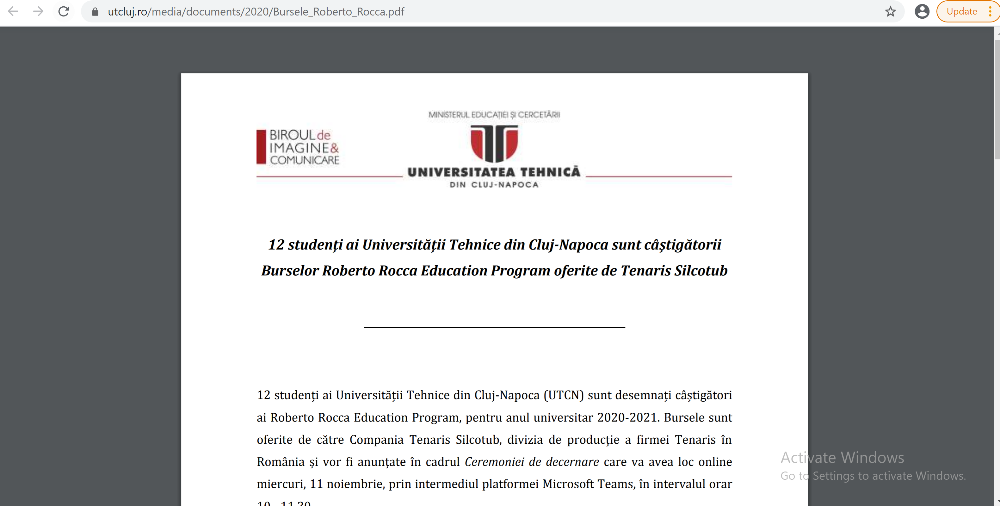 utcluj.ro/media/documents/2020/Bursele_Roberto_Rocca.pdf
Update
MINISTERUL EDUCAȚIEI ȘI CERCETĂRII
BIROUL de
IMAGINE&
COMUNICARE
UNIVERSITATEA TEHNICĂ
DIN CLUJ-NAPOCA
12 studenți ai Universității Tehnice din Cluj-Napoca sunt câștigătorii
Burselor Roberto Rocca Education Program oferite de Tenaris Silcotub
12 studenți ai Universității Tehnice din Cluj-Napoca (UTCN) sunt desemnați câștigători
ai Roberto Rocca Education Program, pentru anul universitar 2020-2021. Bursele sunt
oferite de către Compania Tenaris Silcotub, divizia de producție a firmei Tenaris în
România și vor fi anunțate în cadrul Ceremoniei de decernare care va avea loc online
miercuri, 11 noiembrie, prin intermediul platformei Microsoft Teams, în intervalul orar
Activate Windows
Go to Settings to activate Windows.